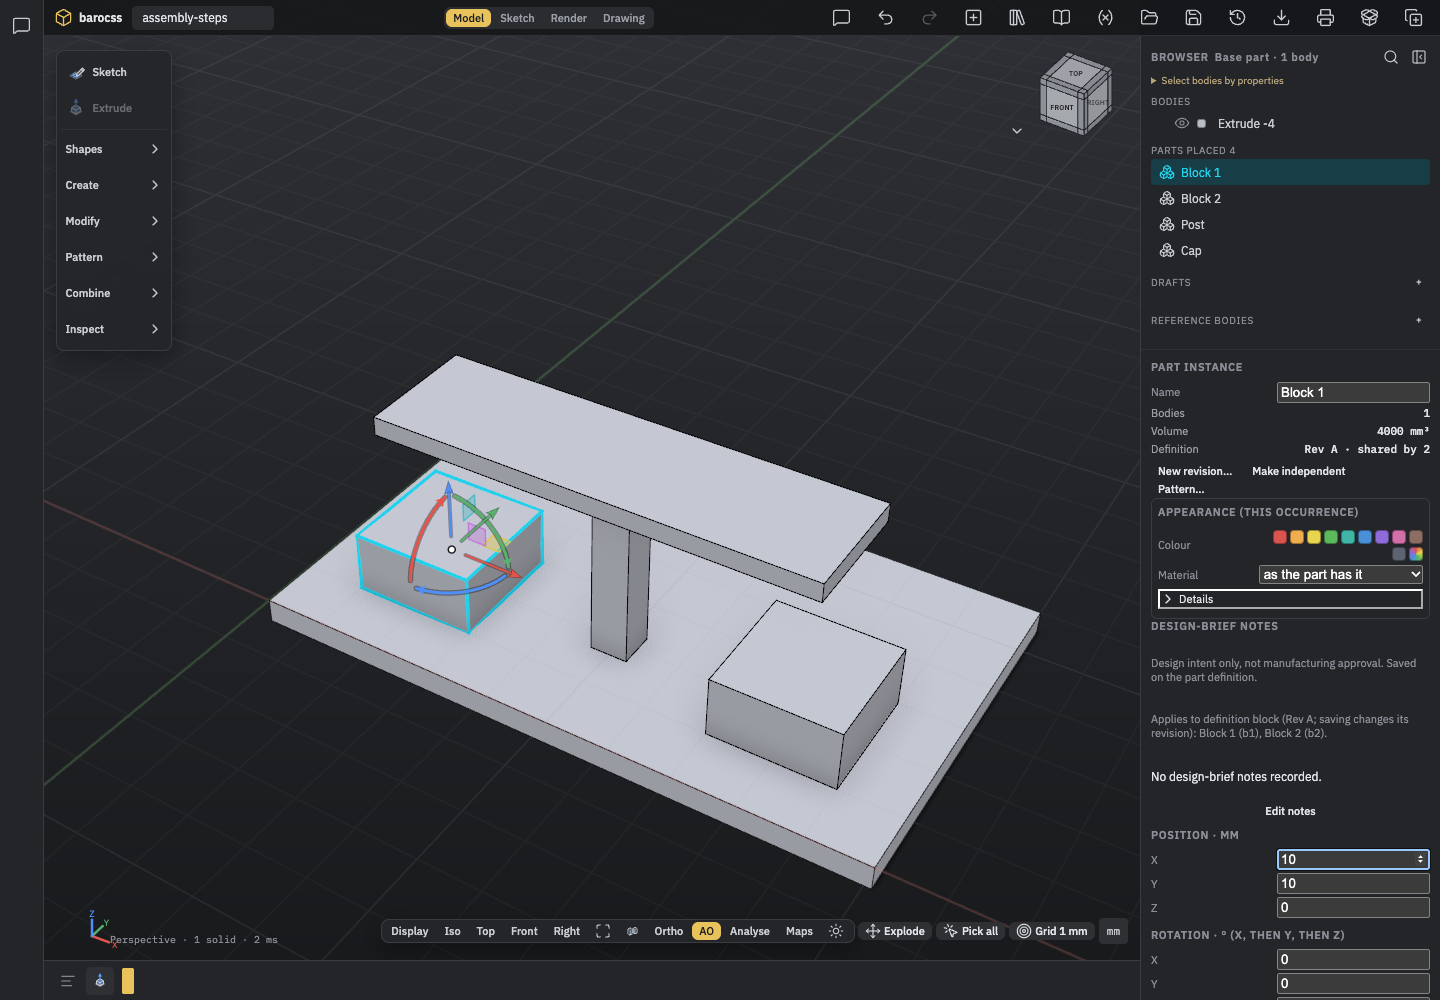 barocss
assembly-steps
Model
Sketch
Render
Drawing
Sketch
Extrude
Shapes
Create
Modify
Pattern
Combine
Inspect
TOP
FRONT
RIGHT
BROWSER Base part · 1 body
Select bodies by properties
BODIES
Extrude -4
PARTS PLACED 4
Block 1
Block 2
Post
Cap
DRAFTS +
REFERENCE BODIES +
PART INSTANCE
Name Block 1
Bodies 1
Volume 4000 mm³
Definition Rev A · shared by 2
New revision... Make independent
Pattern...
APPEARANCE (THIS OCCURRENCE)
Colour
Material as the part has it
Details
DESIGN-BRIEF NOTES
Design intent only, not manufacturing approval. Saved
on the part definition.
Applies to definition block (Rev A; saving changes its
revision): Block 1 (b1), Block 2 (b2).
No design-brief notes recorded.
Edit notes
POSITION · MM
X 10
Y 10
Z 0
ROTATION · ° (X, THEN Y, THEN Z)
X 0
Y 0
Z
Y
X
Perspective · 1 solid · 2 ms
Display Iso Top Front Right Ortho AO Analyse Maps Explode Pick all Grid 1 mm mm